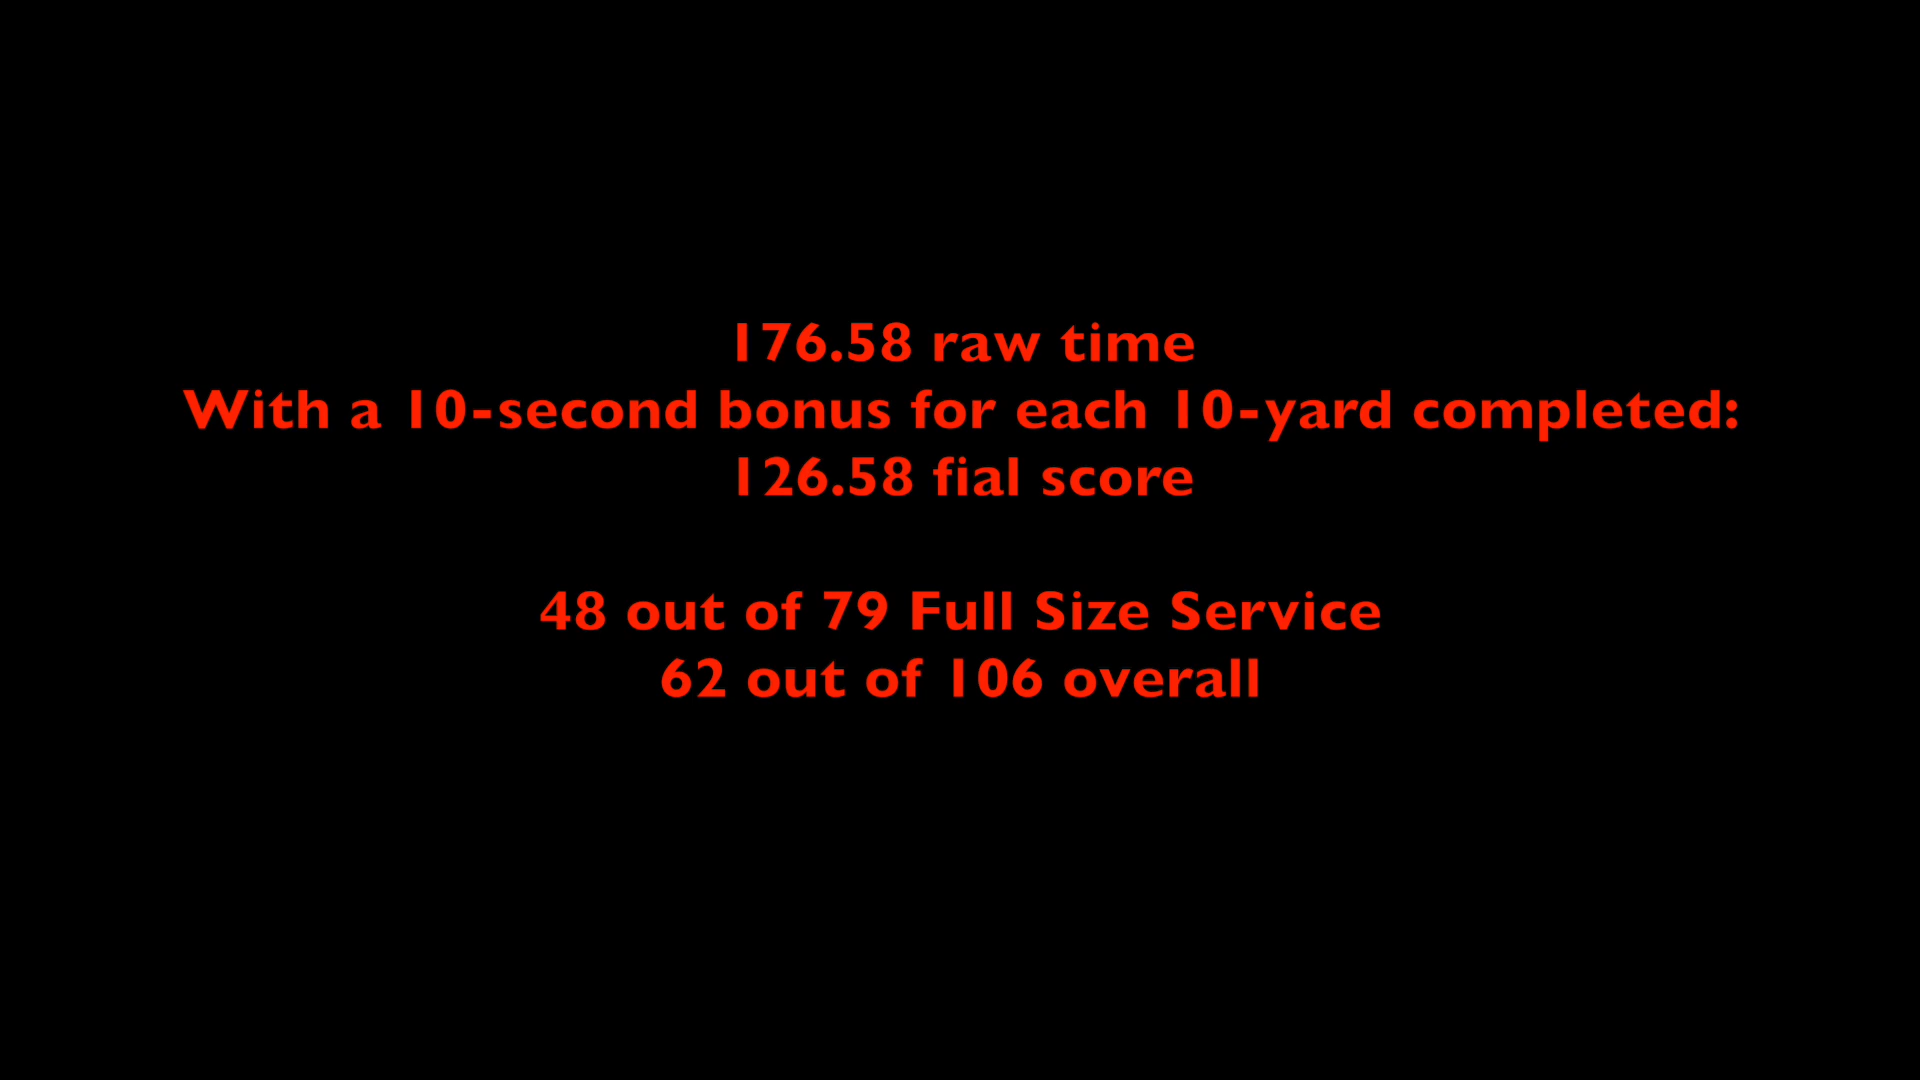 176.58 raw time
With a 10-second bonus for each 10-yard completed:
126.58 fial score
48 out of 79 Full Size Service
62 out of 106 overall